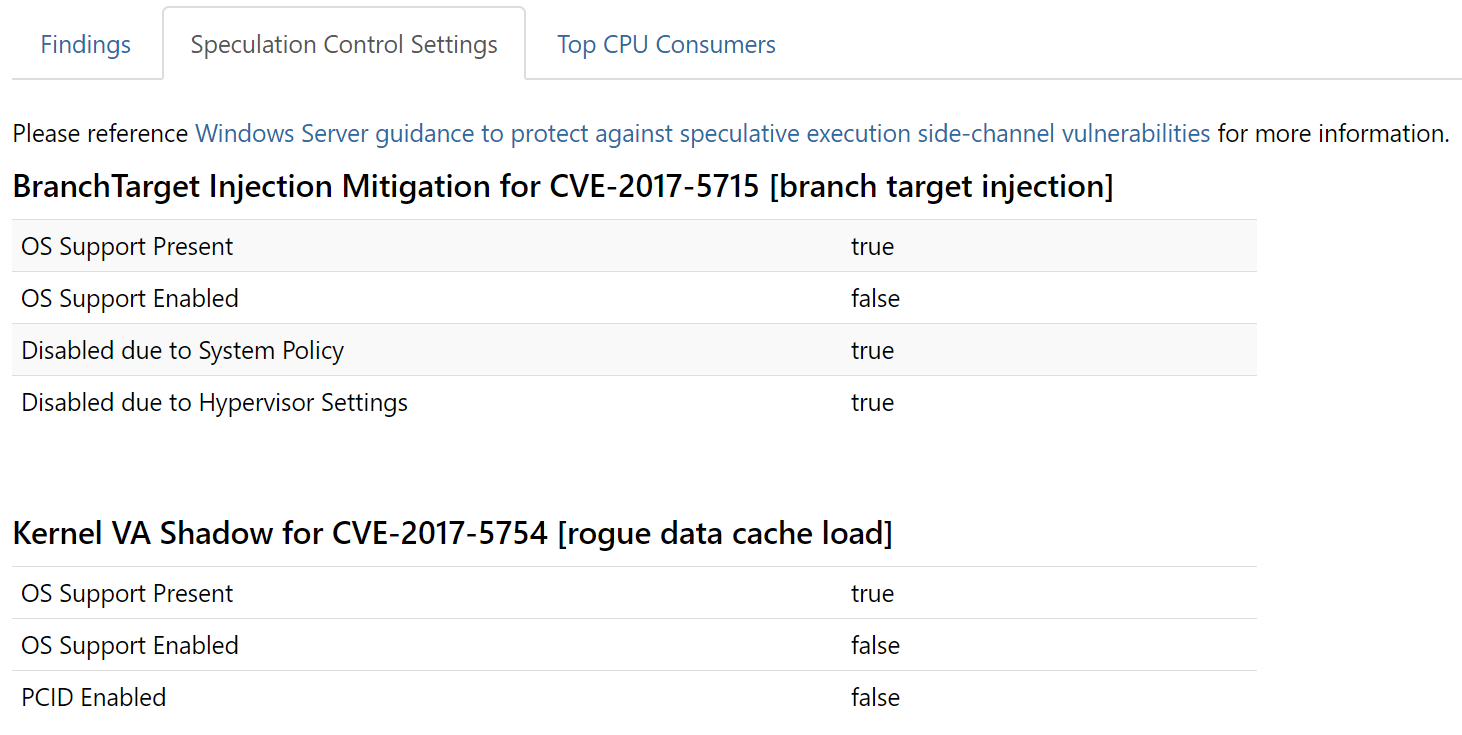 Findings Speculation Control Settings Top CPU Consumers
Please reference Windows Server guidance to protect against speculative execution side-channel vulnerabilities for more information.
BranchTarget Injection Mitigation for CVE-2017-5715 [branch target injection]
OS Support Present true
OS Support Enabled false
Disabled due to System Policy true
Disabled due to Hypervisor Settings true
Kernel VA Shadow for CVE-2017-5754 [rogue data cache load]
OS Support Present true
OS Support Enabled false
PCID Enabled false